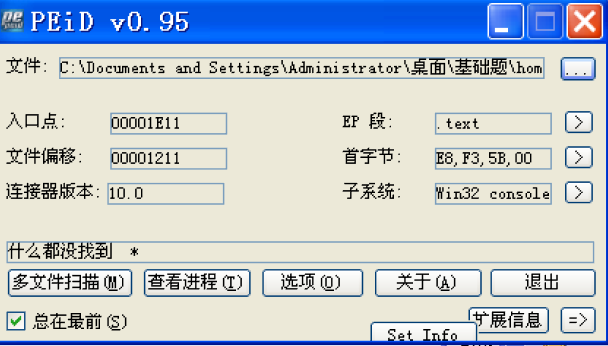 PEiD v0.95
文件: C:\Documents and Settings\Administrator\桌面\基础题\hom ...
入口点: 00001E11 EP 段: .text >
文件偏移: 00001211 首字节: E8,F3,5B,00 >
连接器版本: 10.0 子系统: Win32 console >
什么都没找到 *
多文件扫描(M) 查看进程(T) 选项(O) 关于(A) 退出
总在最前(S) 扩展信息 =>
Set Info